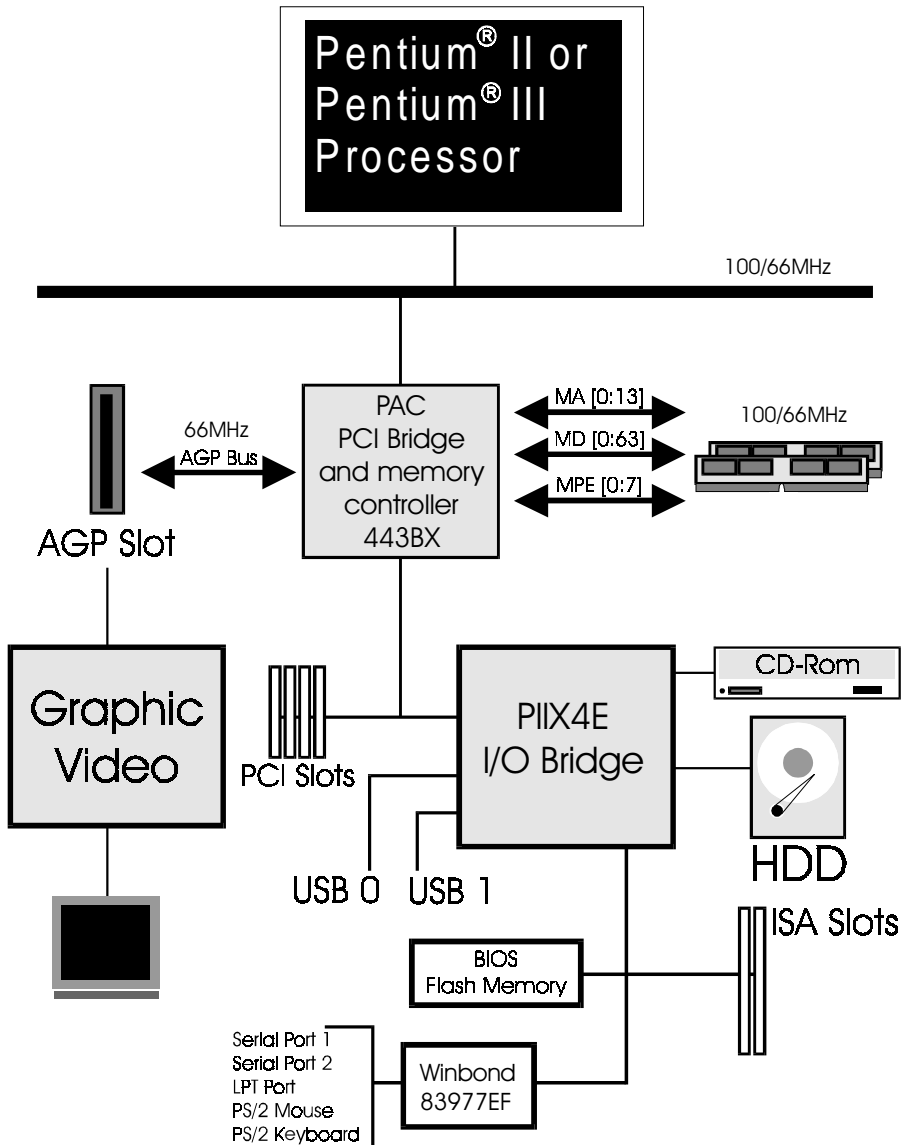 Pentium® II or
Pentium® III
Processor
100/66MHz
PAC
PCI Bridge
and memory
controller
443BX
MA [0:13]
MD [0:63]
MPE [0:7]
100/66MHz
66MHz
AGP Bus
AGP Slot
Graphic
Video
PCI Slots
PIIX4E
I/O Bridge
CD-Rom
HDD
USB 0
USB 1
ISA Slots
BIOS
Flash Memory
Serial Port 1
Serial Port 2
LPT Port
PS/2 Mouse
PS/2 Keyboard
Winbond
83977EF